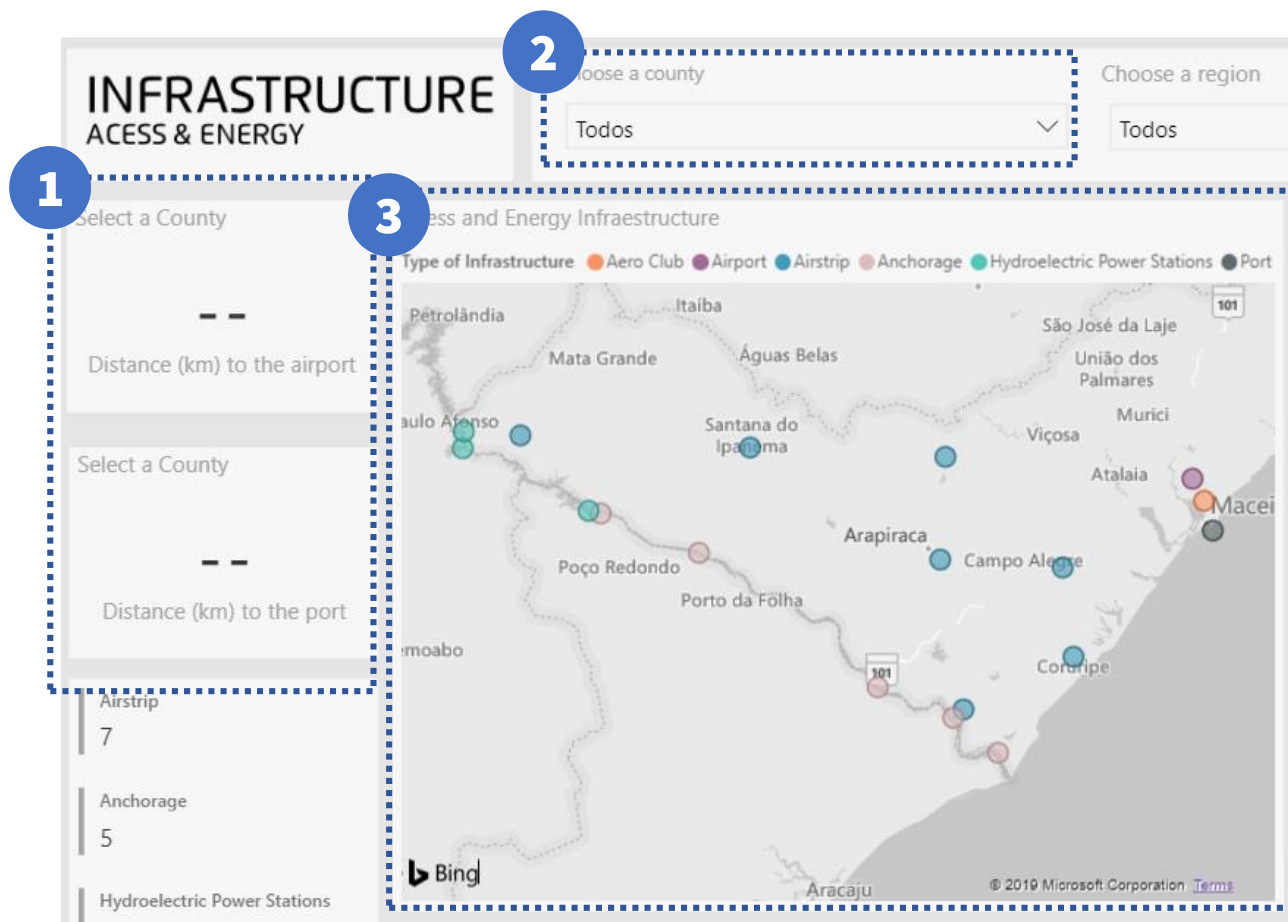 2
INFRASTRUCTURE
ACESS & ENERGY
oose a county
Todos
Choose a region
Todos
1
Select a County
--
Distance (km) to the airport
Select a County
--
Distance (km) to the port
Airstrip
7
Anchorage
5
Hydroelectric Power Stations
3
ess and Energy Infraestructure
Type of Infrastructure Aero Club Airport Airstrip Anchorage Hydroelectric Power Stations Port
Petrolândia
Itaíba
101
São José da Laje
Mata Grande
Águas Belas
União dos
Palmares
aulo Afonso
Santana do
Ipanema
Murici
Viçosa
Atalaia
Macei
Arapiraca
Campo Alegre
Poço Redondo
Porto da Folha
emoabo
101
Coruripe
Aracaju
Bing
© 2019 Microsoft Corporation Terms